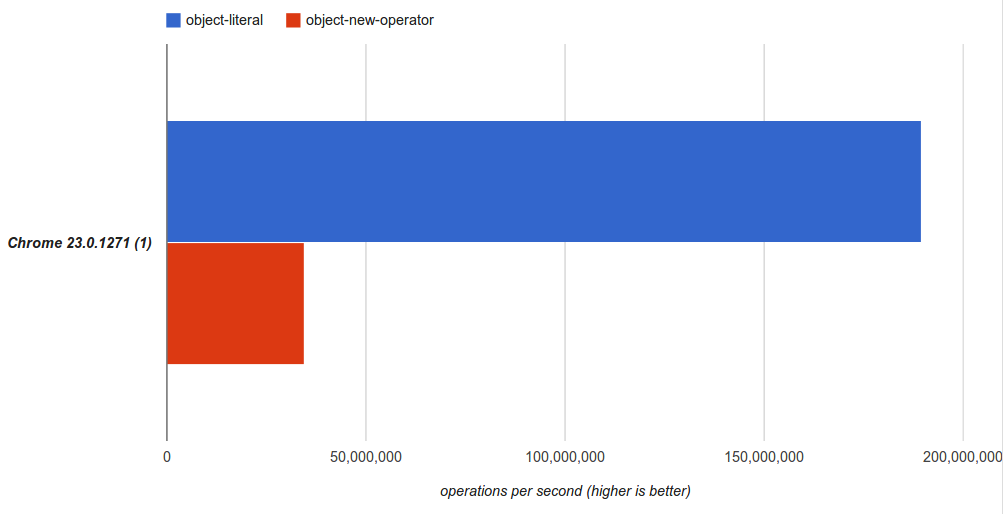 object-literal object-new-operator
Chrome 23.0.1271 (1)
0 50,000,000 100,000,000 150,000,000 200,000,000
operations per second (higher is better)